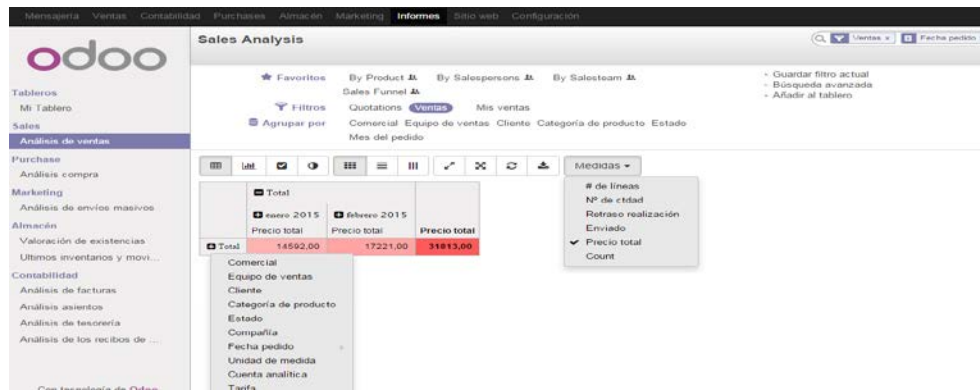 Mensajería Ventas Contabilidad Purchases Almacén Marketing Informes Sitio web Configuración
odoo
Sales Analysis
Ventas x Fecha pedido
Favoritos By Product By Salespersons By Salesteam
Sales Funnel
Filtros Quotations Ventas Mis ventas
Agrupar por Comercial Equipo de ventas Cliente Categoría de producto Estado
Mes del pedido
- Guardar filtro actual
- Búsqueda avanzada
- Añadir al tablero
Tableros
Mi Tablero
Sales
Análisis de ventas
Purchase
Análisis compra
Marketing
Análisis de envíos masivos
Almacén
Valoración de existencias
Ultimos inventarios y movi...
Contabilidad
Análisis de facturas
Análisis asientos
Análisis de tesorería
Análisis de los recibos de ...
Con tecnología de Odoo
Medidas
# de líneas
Nº de ctdad
Retraso realización
Enviado
Precio total
Count
Total
enero 2015 febrero 2015
Precio total Precio total Precio total
Total 14592,00 17221,00 31813,00
Comercial
Equipo de ventas
Cliente
Categoría de producto
Estado
Compañía
Fecha pedido
Unidad de medida
Cuenta analítica
Tarifa